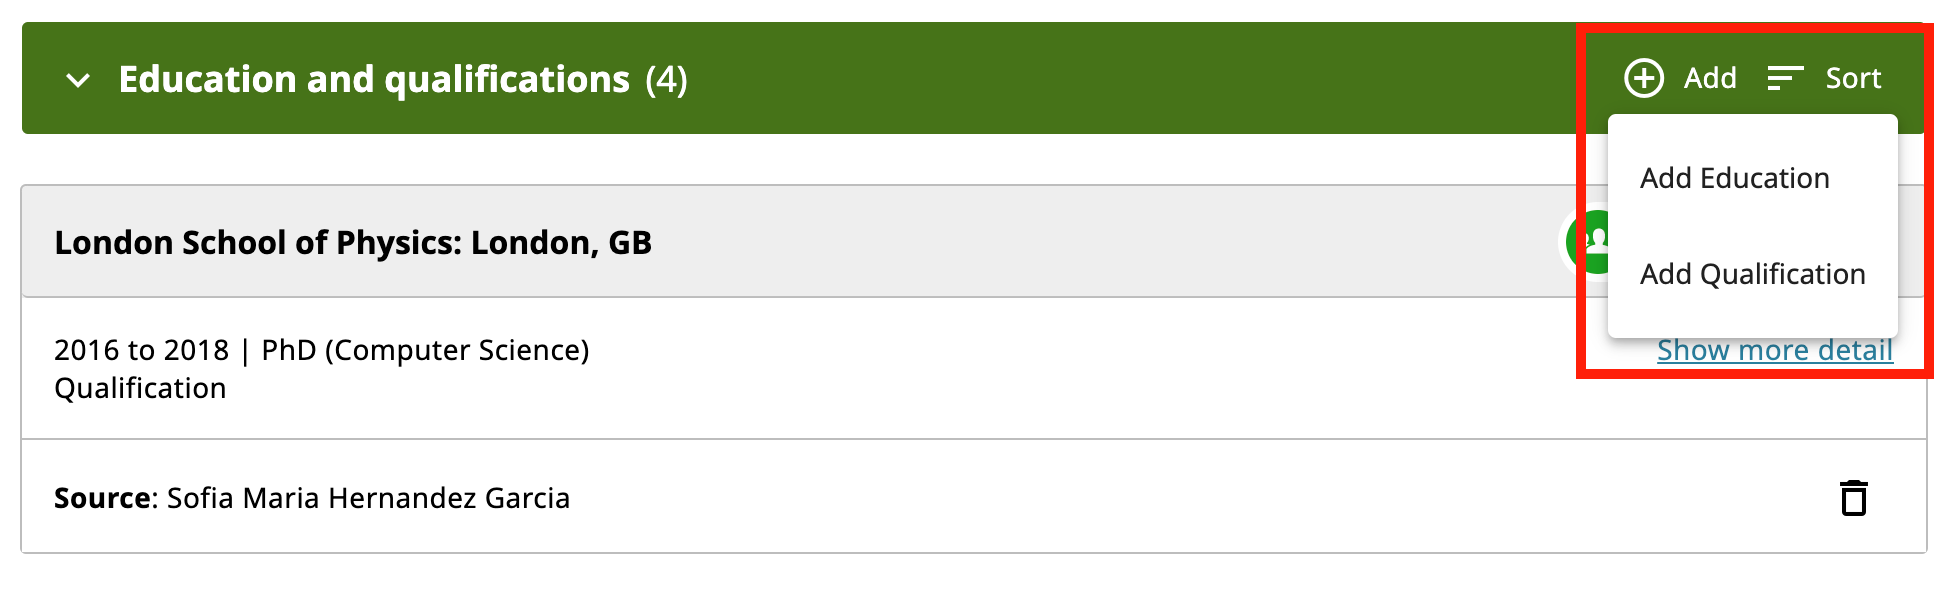 Education and qualifications (4)
Add
Sort
Add Education
Add Qualification
London School of Physics: London, GB
2016 to 2018 | PhD (Computer Science)
Show more detail
Qualification
Source: Sofia Maria Hernandez Garcia